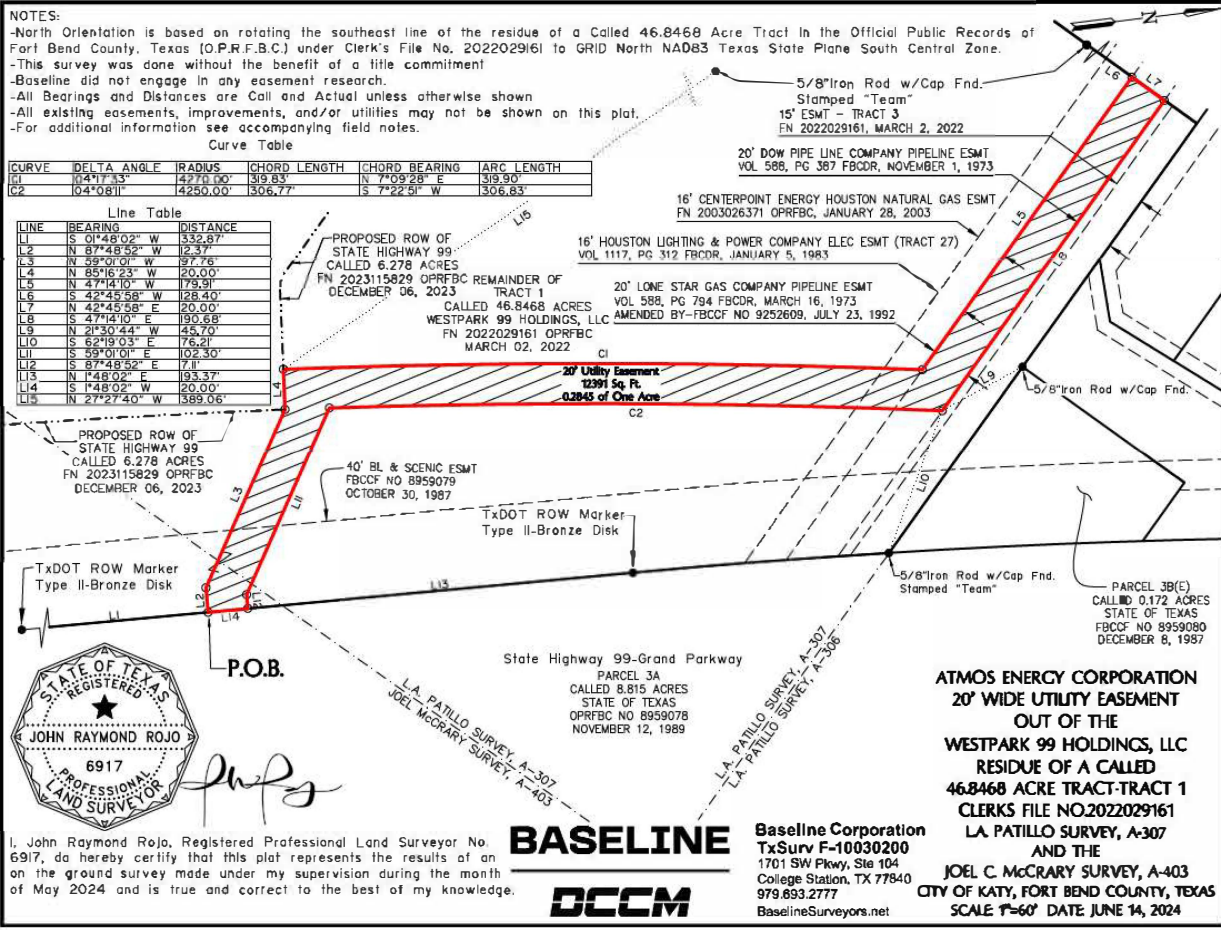 NOTES:
-North Orientation is based on rotating the southeast line of the residue of a Called 46.8468 Acre Tract in the Official Public Records of
Fort Bend County, Texas (O.P.R.F.B.C.) under Clerk's File No. 2022029161 to GRID North NAD83 Texas State Plane South Central Zone.
-This survey was done without the benefit of a title commitment
-Baseline did not engage in any easement research.
-All Bearings and Distances are Call and Actual unless otherwise shown
-All existing easements, improvements, and/or utilities may not be shown on this plat.
-For additional information see accompanying field notes.
Curve Table
CURVE DELTA ANGLE RADIUS CHORD LENGTH CHORD BEARING ARC LENGTH
C1 04°17'33" 4270.00' 319.83' N 7°09'28" E 319.90'
C2 04°08'11" 4250.00' 306.77' S 7°22'51" W 306.83'
Line Table
LINE BEARING DISTANCE
L1 S 01°48'02" W 332.87'
L2 N 87°48'52" W 12.37'
L3 N 59°01'01" W 97.76'
L4 N 85°16'23" W 20.00'
L5 N 47°14'10" W 179.91'
L6 S 42°45'58" W 128.40'
L7 N 42°45'58" E 20.00'
L8 S 47°14'10" E 190.68'
L9 N 21°30'44" W 45.70'
L10 S 62°19'03" E 76.21'
L11 S 59°01'01" E 102.30'
L12 S 87°48'52" E 7.11'
L13 N 1°48'02" E 193.37'
L14 S 1°48'02" W 20.00'
L15 N 27°27'40" W 389.06'
N
L6
L7
5/8"Iron Rod w/Cap Fnd.
Stamped "Team"
15' ESMT - TRACT 3
FN 2022029161, MARCH 2, 2022
20' DOW PIPE LINE COMPANY PIPELINE ESMT
VOL 588, PG 387 FBCDR, NOVEMBER 1, 1973
16' CENTERPOINT ENERGY HOUSTON NATURAL GAS ESMT
FN 2003026371 OPRFBC, JANUARY 28, 2003
16' HOUSTON LIGHTING & POWER COMPANY ELEC ESMT (TRACT 27)
VOL 1117, PG 312 FBCDR, JANUARY 5, 1983
20' LONE STAR GAS COMPANY PIPELINE ESMT
VOL 588, PG 794 FBCDR, MARCH 16, 1973
AMENDED BY-FBCCF NO 9252609, JULY 23, 1992
L15
L5
L8
PROPOSED ROW OF
STATE HIGHWAY 99
CALLED 6.278 ACRES
FN 2023115829 OPRFBC
DECEMBER 06, 2023
REMAINDER OF
TRACT 1
CALLED 46.8468 ACRES
WESTPARK 99 HOLDINGS, LLC
FN 2022029161 OPRFBC
MARCH 02, 2022
C1
20' Utility Easement
12391 Sq. Ft.
0.2845 of One Acre
C2
L4
L9
5/8"Iron Rod w/Cap Fnd.
PROPOSED ROW OF
STATE HIGHWAY 99
CALLED 6.278 ACRES
FN 2023115829 OPRFBC
DECEMBER 06, 2023
L3
L11
40' BL & SCENIC ESMT
FBCCF NO 8959079
OCTOBER 30, 1987
L10
TxDOT ROW Marker
Type II-Bronze Disk
TxDOT ROW Marker
Type II-Bronze Disk
L13
L1
L2
L14
P.O.B.
5/8"Iron Rod w/Cap Fnd.
Stamped "Team"
PARCEL 3B(E)
CALLED 0.172 ACRES
STATE OF TEXAS
FBCCF NO 8959080
DECEMBER 8, 1987
State Highway 99-Grand Parkway
PARCEL 3A
CALLED 8.815 ACRES
STATE OF TEXAS
OPRFBC NO 8959078
NOVEMBER 12, 1989
L.A. PATILLO SURVEY, A-307
JOEL McCRARY SURVEY, A-403
L.A. PATILLO SURVEY, A-307
L.A. PATILLO SURVEY, A-306
STATE OF TEXAS
REGISTERED
JOHN RAYMOND ROJO
6917
PROFESSIONAL
LAND SURVEYOR
I, John Raymond Rojo, Registered Professional Land Surveyor No.
6917, do hereby certify that this plat represents the results of an
on the ground survey made under my supervision during the month
of May 2024 and is true and correct to the best of my knowledge.
BASELINE
DCCM
Baseline Corporation
TxSurv F-10030200
1701 SW Pkwy, Ste 104
College Station, TX 77840
979.693.2777
BaselineSurveyors.net
ATMOS ENERGY CORPORATION
20' WIDE UTILITY EASEMENT
OUT OF THE
WESTPARK 99 HOLDINGS, LLC
RESIDUE OF A CALLED
46.8468 ACRE TRACT-TRACT 1
CLERKS FILE NO.2022029161
L.A. PATILLO SURVEY, A-307
AND THE
JOEL C. McCRARY SURVEY, A-403
CITY OF KATY, FORT BEND COUNTY, TEXAS
SCALE 1"=60' DATE JUNE 14, 2024